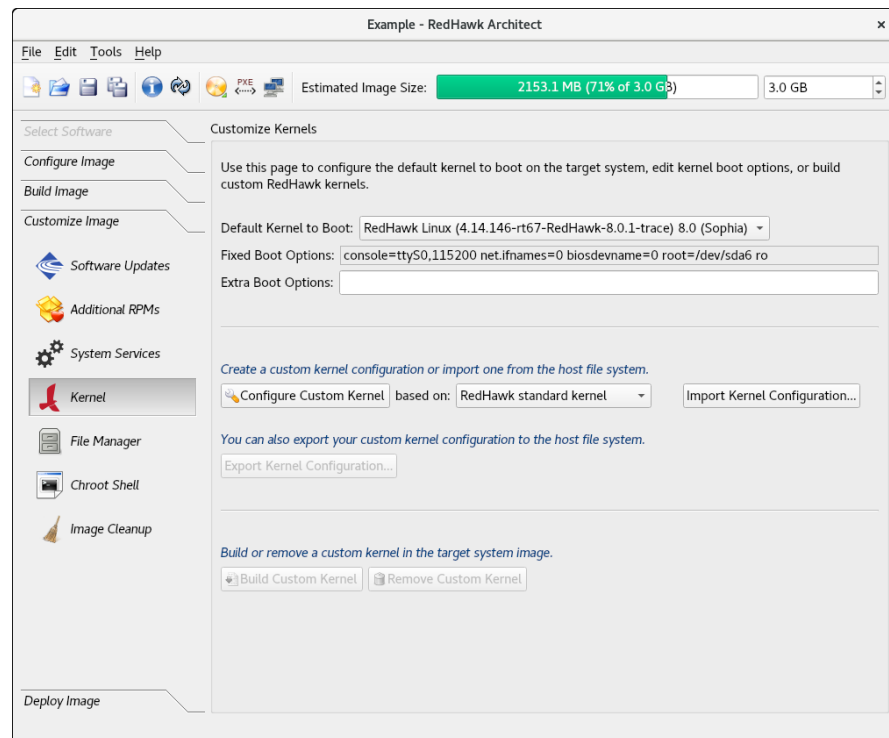 Example - RedHawk Architect
×
File Edit Tools Help
PXE
Estimated Image Size: 2153.1 MB (71% of 3.0 GB) 3.0 GB
Select Software
Customize Kernels
Configure Image
Use this page to configure the default kernel to boot on the target system, edit kernel boot options, or build
custom RedHawk kernels.
Build Image
Customize Image
Default Kernel to Boot: RedHawk Linux (4.14.146-rt67-RedHawk-8.0.1-trace) 8.0 (Sophia)
Fixed Boot Options: console=ttyS0,115200 net.ifnames=0 biosdevname=0 root=/dev/sda6 ro
Extra Boot Options:
Software Updates
Additional RPMs
System Services
Kernel
File Manager
Chroot Shell
Image Cleanup
Create a custom kernel configuration or import one from the host file system.
Configure Custom Kernel based on: RedHawk standard kernel Import Kernel Configuration...
You can also export your custom kernel configuration to the host file system.
Export Kernel Configuration...
Build or remove a custom kernel in the target system image.
Build Custom Kernel Remove Custom Kernel
Deploy Image